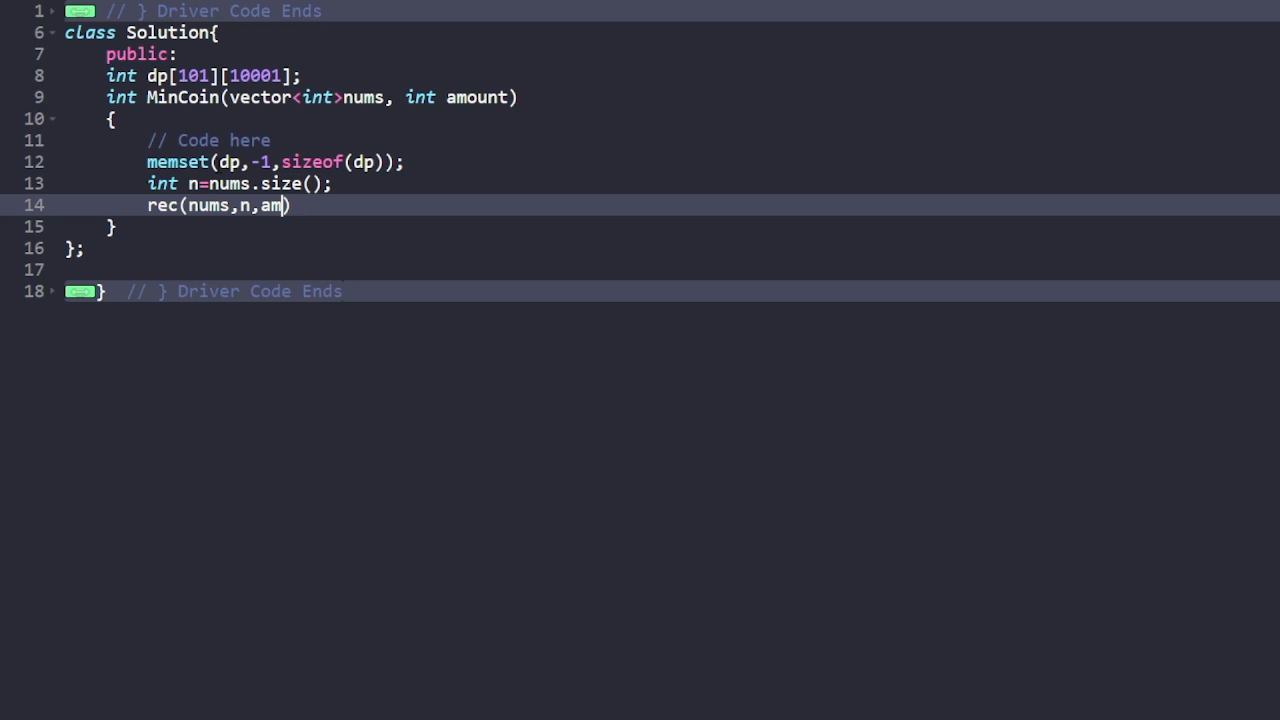 1 // } Driver Code Ends
6 class Solution{
7 public:
8 int dp[101][10001];
9 int MinCoin(vector<int>nums, int amount)
10 {
11 // Code here
12 memset(dp,-1,sizeof(dp));
13 int n=nums.size();
14 rec(nums,n,am)
15 }
16 };
17
18 } // } Driver Code Ends